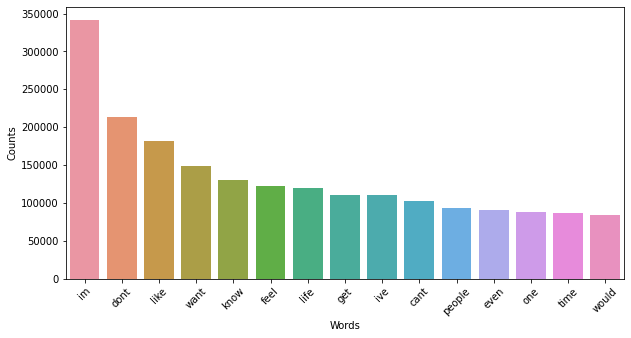 350000
300000
250000
200000
150000
100000
50000
0
Counts
im dont like want know feel life get ive cant people even one time would
Words